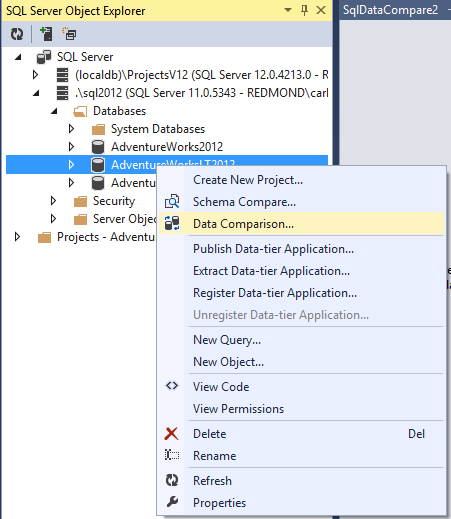 SQL Server Object Explorer
SqlDataCompare2
SQL Server
(localdb)\ProjectsV12 (SQL Server 12.0.4213.0 - R
.\sql2012 (SQL Server 11.0.5343 - REDMOND\carl
Databases
System Databases
AdventureWorks2012
AdventureWorksLT2012
Adventu
Security
Server Objec
Projects - Adventu
Create New Project...
Schema Compare...
Data Comparison...
Publish Data-tier Application...
Extract Data-tier Application...
Register Data-tier Application...
Unregister Data-tier Application...
New Query...
New Object...
View Code
View Permissions
Delete Del
Rename
Refresh
Properties